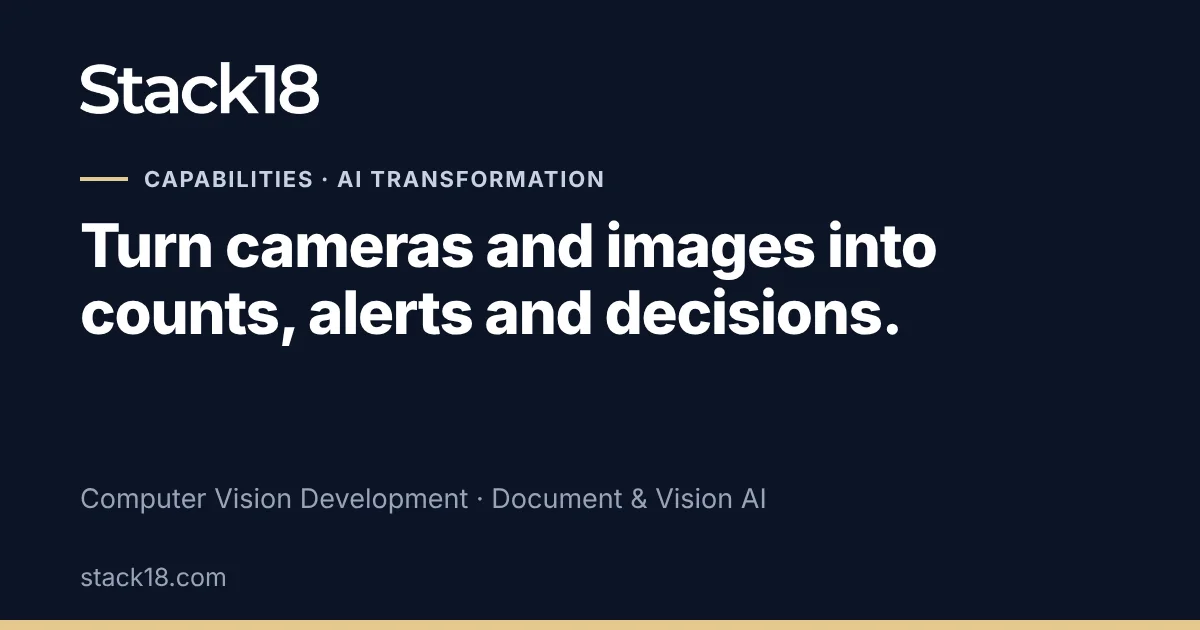 Stack18
CAPABILITIES · AI TRANSFORMATION
Turn cameras and images into
counts, alerts and decisions.
Computer Vision Development · Document & Vision AI
stack18.com